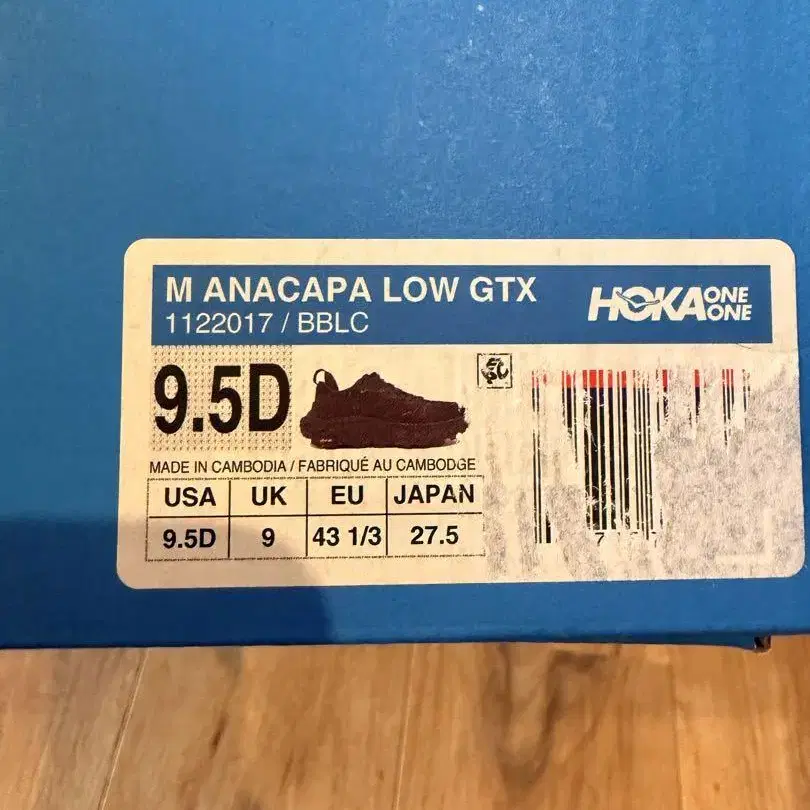 M ANACAPA LOW GTX
1122017 / BBLC
HOKA ONE ONE
9.5D
MADE IN CAMBODIA / FABRIQUÉ AU CAMBODGE
USA UK EU JAPAN
9.5D 9 43 1/3 27.5